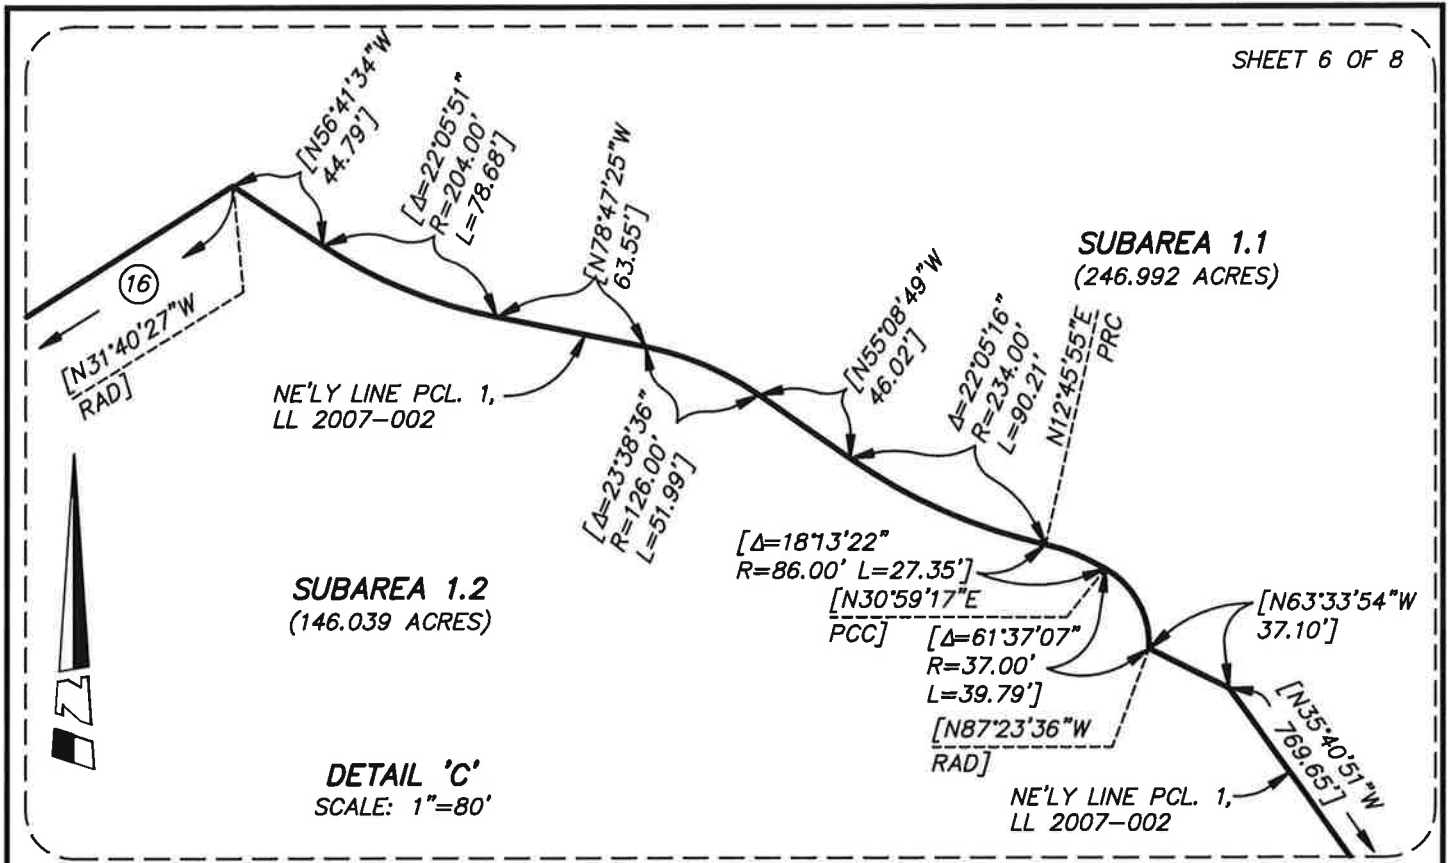 SHEET 6 OF 8
[N56°41'34"W
44.79']
[Δ=22°05'51"
R=204.00'
L=78.68']
[N78°47'25"W
63.55']
SUBAREA 1.1
(246.992 ACRES)
16
[N31°40'27"W
RAD]
[N55°08'49"W
46.02']
Δ=22°05'16"
R=234.00'
L=90.21'
N12°45'55"E
PRC
NE'LY LINE PCL. 1,
LL 2007-002
[Δ=23°38'36"
R=126.00'
L=51.99']
[Δ=18°13'22"
R=86.00' L=27.35']
[N30°59'17"E
PCC]
SUBAREA 1.2
(146.039 ACRES)
[N63°33'54"W
37.10']
[Δ=61°37'07"
R=37.00'
L=39.79']
[N87°23'36"W
RAD]
[N35°40'51"W
769.65']
N
DETAIL 'C'
SCALE: 1"=80'
NE'LY LINE PCL. 1,
LL 2007-002